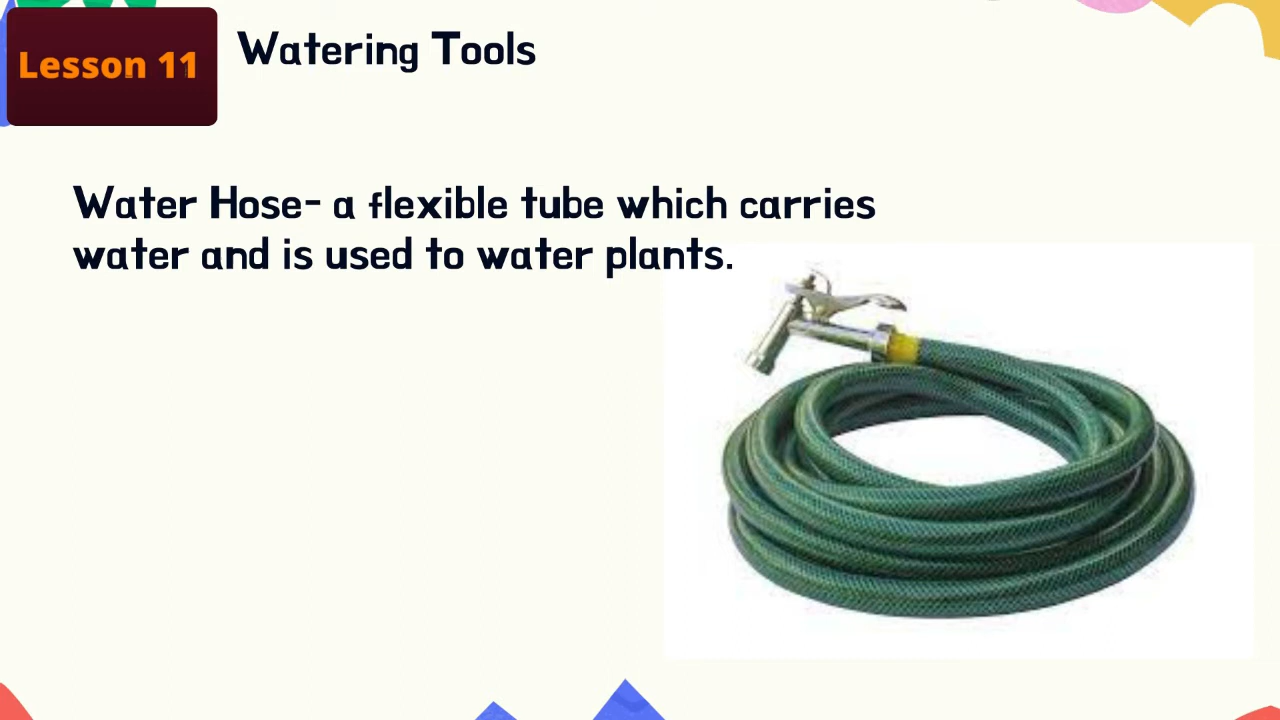 Lesson 11
Watering Tools
Water Hose- a flexible tube which carries
water and is used to water plants.